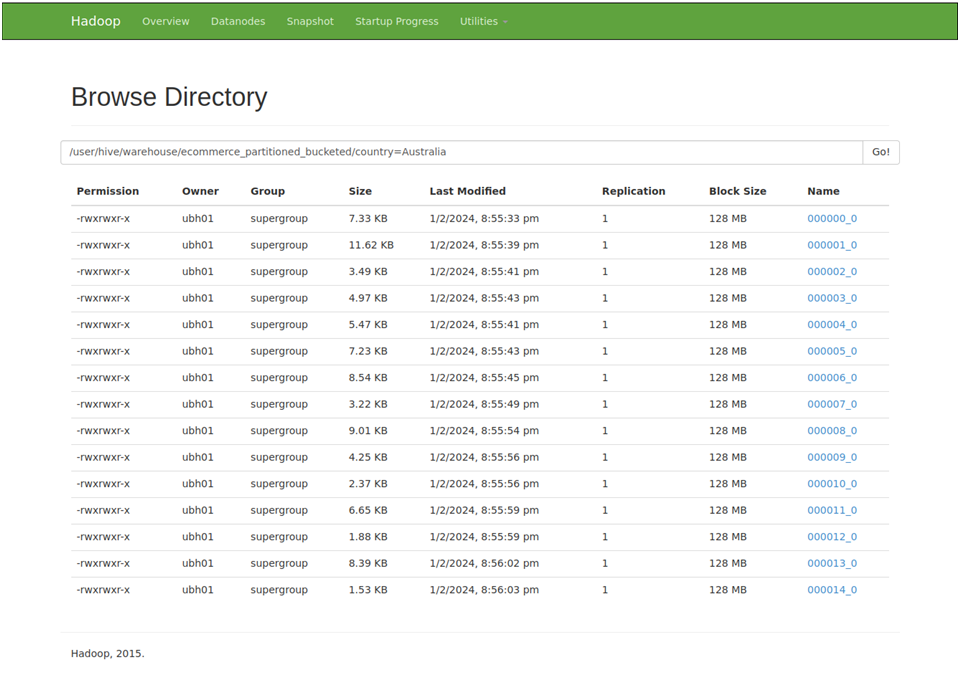 Hadoop Overview Datanodes Snapshot Startup Progress Utilities
Browse Directory
/user/hive/warehouse/ecommerce_partitioned_bucketed/country=Australia Go!
Permission Owner Group Size Last Modified Replication Block Size Name
-rwxrwxr-x ubh01 supergroup 7.33 KB 1/2/2024, 8:55:33 pm 1 128 MB 000000_0
-rwxrwxr-x ubh01 supergroup 11.62 KB 1/2/2024, 8:55:39 pm 1 128 MB 000001_0
-rwxrwxr-x ubh01 supergroup 3.49 KB 1/2/2024, 8:55:41 pm 1 128 MB 000002_0
-rwxrwxr-x ubh01 supergroup 4.97 KB 1/2/2024, 8:55:43 pm 1 128 MB 000003_0
-rwxrwxr-x ubh01 supergroup 5.47 KB 1/2/2024, 8:55:41 pm 1 128 MB 000004_0
-rwxrwxr-x ubh01 supergroup 7.23 KB 1/2/2024, 8:55:43 pm 1 128 MB 000005_0
-rwxrwxr-x ubh01 supergroup 8.54 KB 1/2/2024, 8:55:45 pm 1 128 MB 000006_0
-rwxrwxr-x ubh01 supergroup 3.22 KB 1/2/2024, 8:55:49 pm 1 128 MB 000007_0
-rwxrwxr-x ubh01 supergroup 9.01 KB 1/2/2024, 8:55:54 pm 1 128 MB 000008_0
-rwxrwxr-x ubh01 supergroup 4.25 KB 1/2/2024, 8:55:56 pm 1 128 MB 000009_0
-rwxrwxr-x ubh01 supergroup 2.37 KB 1/2/2024, 8:55:56 pm 1 128 MB 000010_0
-rwxrwxr-x ubh01 supergroup 6.65 KB 1/2/2024, 8:55:59 pm 1 128 MB 000011_0
-rwxrwxr-x ubh01 supergroup 1.88 KB 1/2/2024, 8:55:59 pm 1 128 MB 000012_0
-rwxrwxr-x ubh01 supergroup 8.39 KB 1/2/2024, 8:56:02 pm 1 128 MB 000013_0
-rwxrwxr-x ubh01 supergroup 1.53 KB 1/2/2024, 8:56:03 pm 1 128 MB 000014_0
Hadoop, 2015.